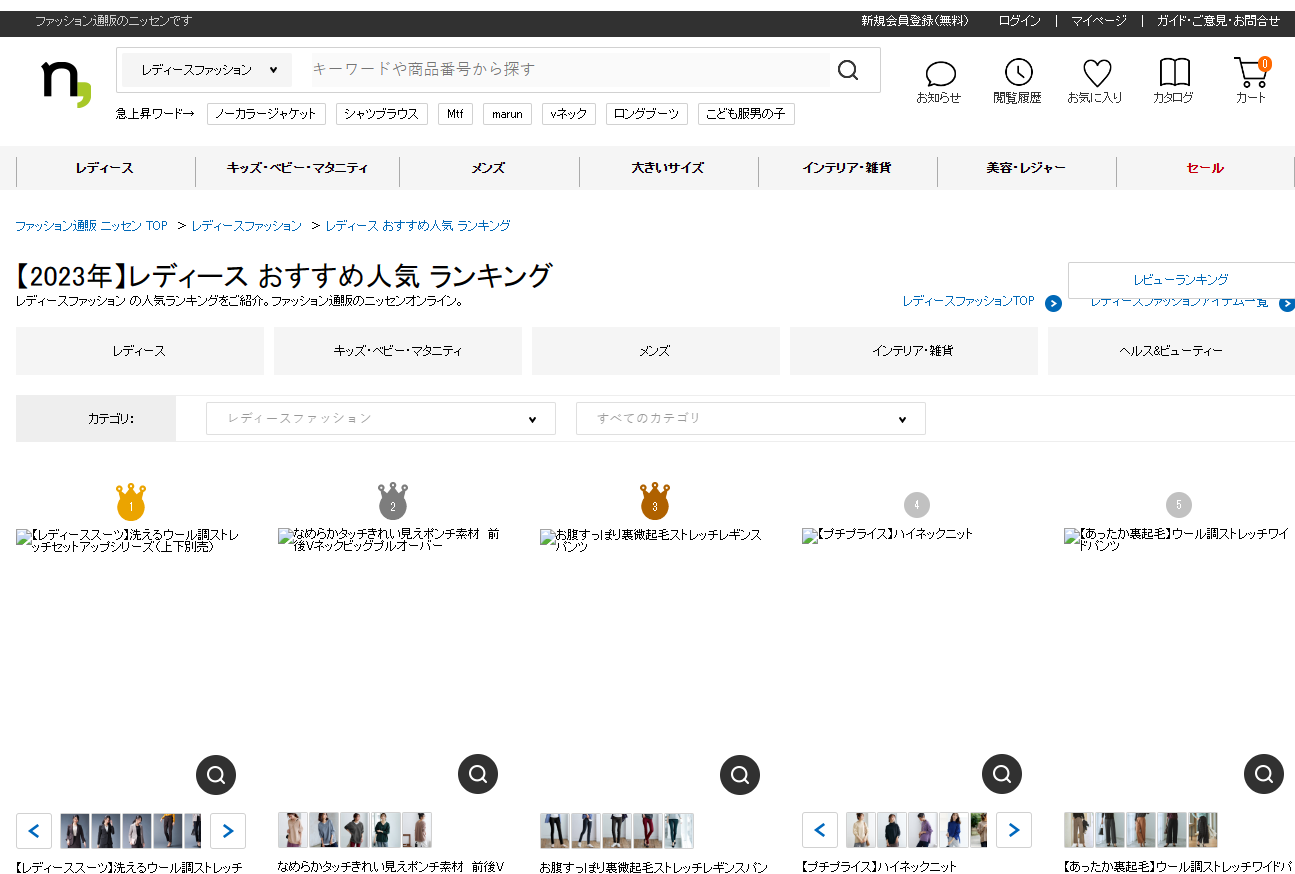 ファッション通販のニッセンです
新規会員登録(無料) ログイン | マイページ | ガイド・ご意見・お問合せ
n,
レディースファッション キーワードや商品番号から探す
お知らせ 閲覧履歴 お気に入り カタログ カート 0
急上昇ワード→ ノーカラージャケット シャツブラウス Mtf marun vネック ロングブーツ こども服男の子
レディース キッズ・ベビー・マタニティ メンズ 大きいサイズ インテリア・雑貨 美容・レジャー セール
ファッション通販 ニッセン TOP > レディースファッション > レディース おすすめ人気 ランキング
【2023年】レディース おすすめ人気 ランキング
レビューランキング
レディースファッション の人気ランキングをご紹介。ファッション通販のニッセンオンライン。
レディースファッションTOP レディースファッションアイテム一覧
レディース キッズ・ベビー・マタニティ メンズ インテリア・雑貨 ヘルス&ビューティー
カテゴリ: レディースファッション すべてのカテゴリ
1 2 3 4 5
【レディーススーツ】洗えるウール調ストレ
ッチセットアップシリーズ(上下別売)
なめらかタッチきれい見えポンチ素材 前
後Vネックビッグプルオーバー
お腹すっぽり裏微起毛ストレッチレギンス
パンツ
【プチプライス】ハイネックニット
【あったか裏起毛】ウール調ストレッチワイ
ドパンツ
【レディーススーツ】洗えるウール調ストレッチ
なめらかタッチきれい見えポンチ素材 前後V
お腹すっぽり裏微起毛ストレッチレギンスパン
【プチプライス】ハイネックニット
【あったか裏起毛】ウール調ストレッチワイドパ